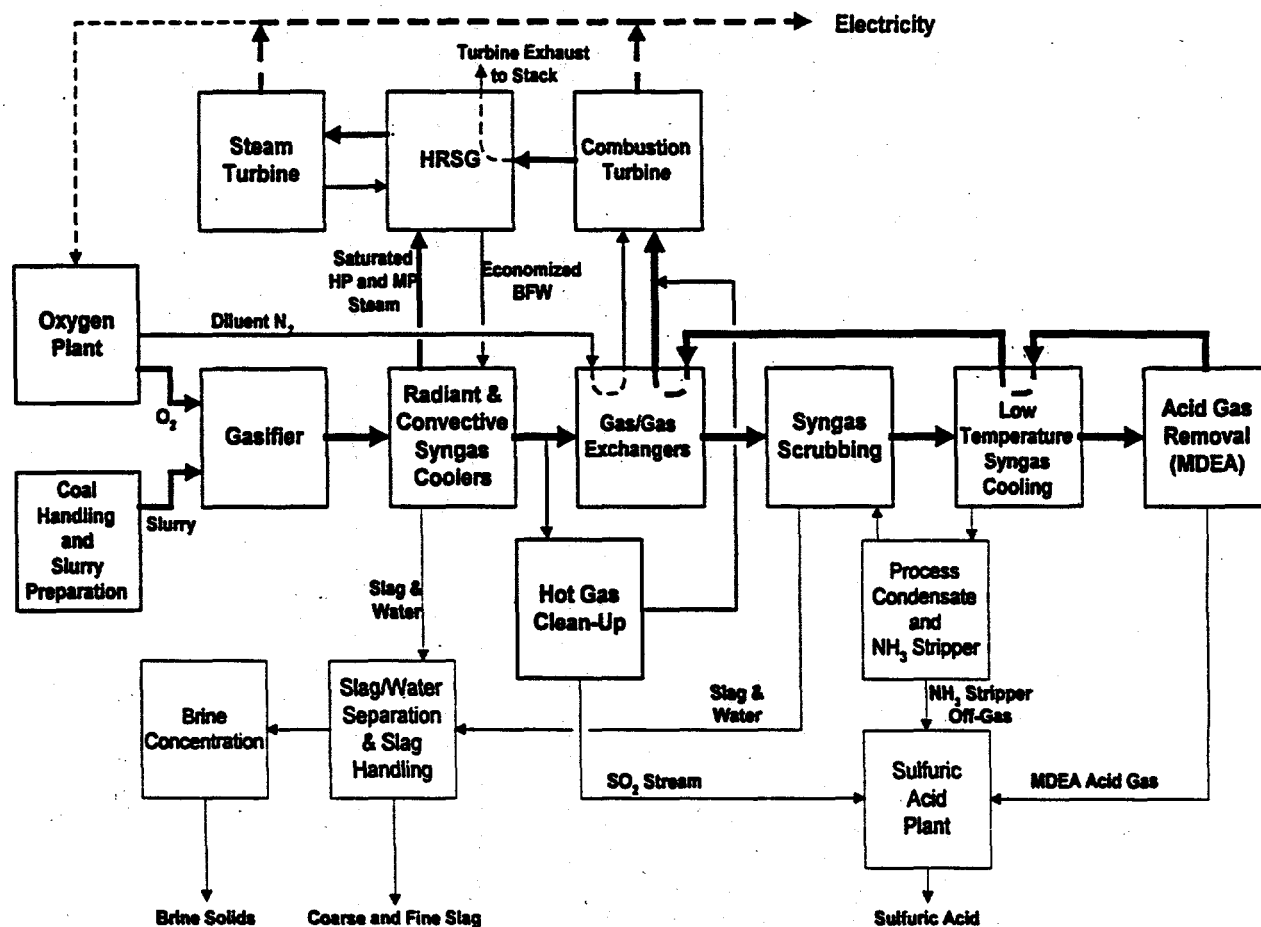 Electricity
Turbine Exhaust
to Stack
Steam
Turbine
HRSG
Combustion
Turbine
Saturated
HP and MP
Steam
Economized
BFW
Oxygen
Plant
Diluent N₂
O₂
Gasifier
Radiant &
Convective
Syngas
Coolers
Gas/Gas
Exchangers
Syngas
Scrubbing
Low
Temperature
Syngas
Cooling
Acid Gas
Removal
(MDEA)
Coal
Handling
and
Slurry
Preparation
Slurry
Slag &
Water
Hot Gas
Clean-Up
Process
Condensate
and
NH₃ Stripper
Brine
Concentration
Slag/Water
Separation
& Slag
Handling
Slag &
Water
NH₃ Stripper
Off-Gas
SO₂ Stream
Sulfuric
Acid
Plant
MDEA Acid Gas
Brine Solids
Coarse and Fine Slag
Sulfuric Acid